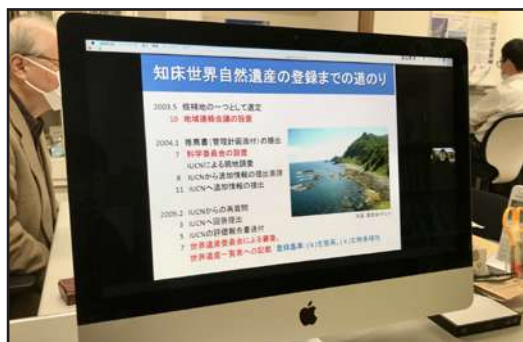 知床世界自然遺産の登録までの道のり
2003.5 候補地の一つとして選定
10 地域連絡会議の設置
2004.1 推薦書(管理計画添付)の提出
7 科学委員会の設置
IUCNによる現地調査
8 IUCNから追加情報の提出要請
11 IUCNへ追加情報の提出
2005.2 IUCNからの再質問
3 IUCNへ回答提出
5 IUCNの評価報告書送付
7 世界遺産委員会による審査、
世界遺産一覧表への記載